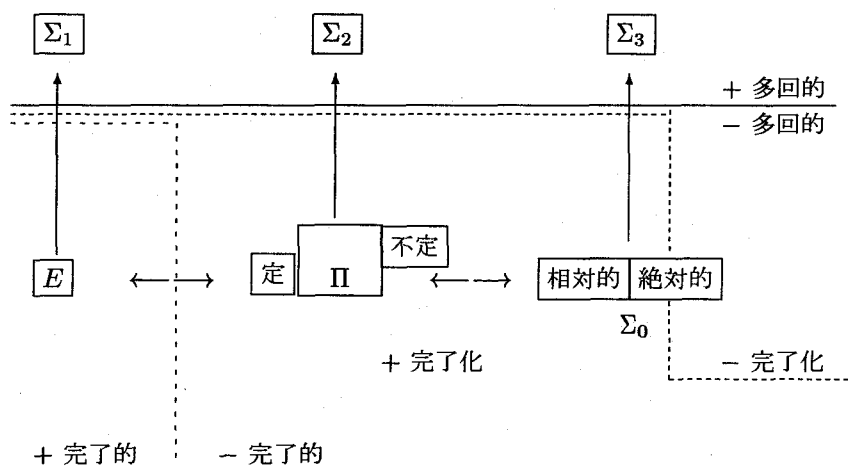 Σ₁ Σ₂ Σ₃
+ 多回的
− 多回的
E 定 Π 不定 相対的 絶対的
Σ₀
+ 完了化 − 完了化
+ 完了的 − 完了的